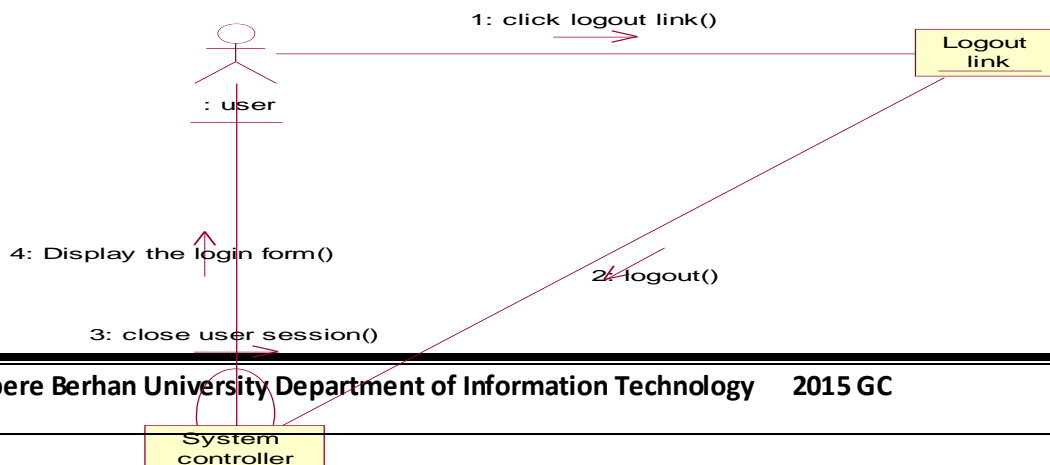 1: click logout link()
Logout
link
: user
4: Display the login form()
2: logout()
3: close user session()
Berhan University Department of Information Technology 2015 GC
System
controller